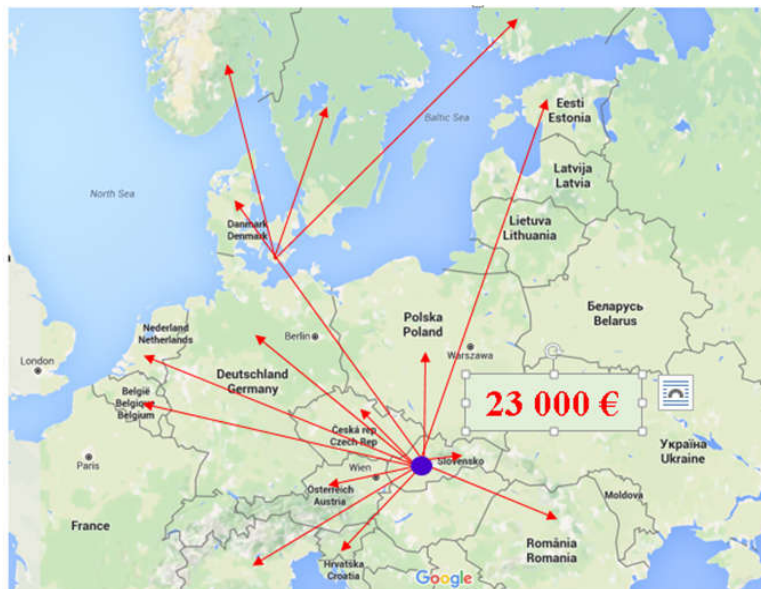 Eesti
Estonia
Baltic Sea
Latvija
Latvia
North Sea
Lietuva
Lithuania
Danmark
Denmark
Беларусь
Belarus
Polska
Poland
Nederland
Netherlands
Berlin
Warszawa
London
Deutschland
Germany
België
Belgique
Belgium
23 000 €
Česká rep
Czech Rep
Україна
Ukraine
Paris
Wien
Slovensko
Österreich
Austria
Moldova
France
România
Romania
Hrvatska
Croatia
Google